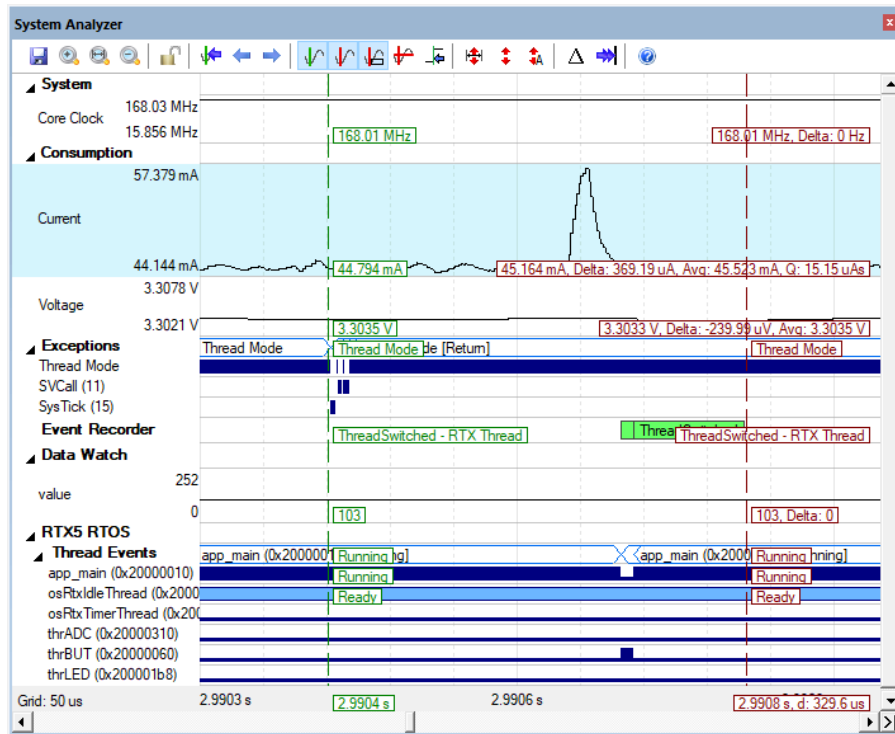 System Analyzer
System
Core Clock
168.03 MHz
15.856 MHz
168.01 MHz
168.01 MHz, Delta: 0 Hz
Consumption
Current
57.379 mA
44.144 mA
44.794 mA
45.164 mA, Delta: 369.19 uA, Avg: 45.523 mA, Q: 15.15 uAs
Voltage
3.3078 V
3.3021 V
3.3035 V
3.3033 V, Delta: -239.99 uV, Avg: 3.3035 V
Exceptions
Thread Mode
Thread Mode
[Return]
Thread Mode
Thread Mode
SVCall (11)
SysTick (15)
Event Recorder
ThreadSwitched - RTX Thread
ThreadSwitched - RTX Thread
Data Watch
value
252
0
103
103, Delta: 0
RTX5 RTOS
Thread Events
app_main
Running
app_main
Running
app_main (0x20000010)
Running
Running
osRtxIdleThread (0x2000
Ready
Ready
osRtxTimerThread (0x200
thrADC (0x20000310)
thrBUT (0x20000060)
thrLED (0x200001b8)
Grid: 50 us
2.9903 s
2.9904 s
2.9906 s
2.9908 s, d: 329.6 us